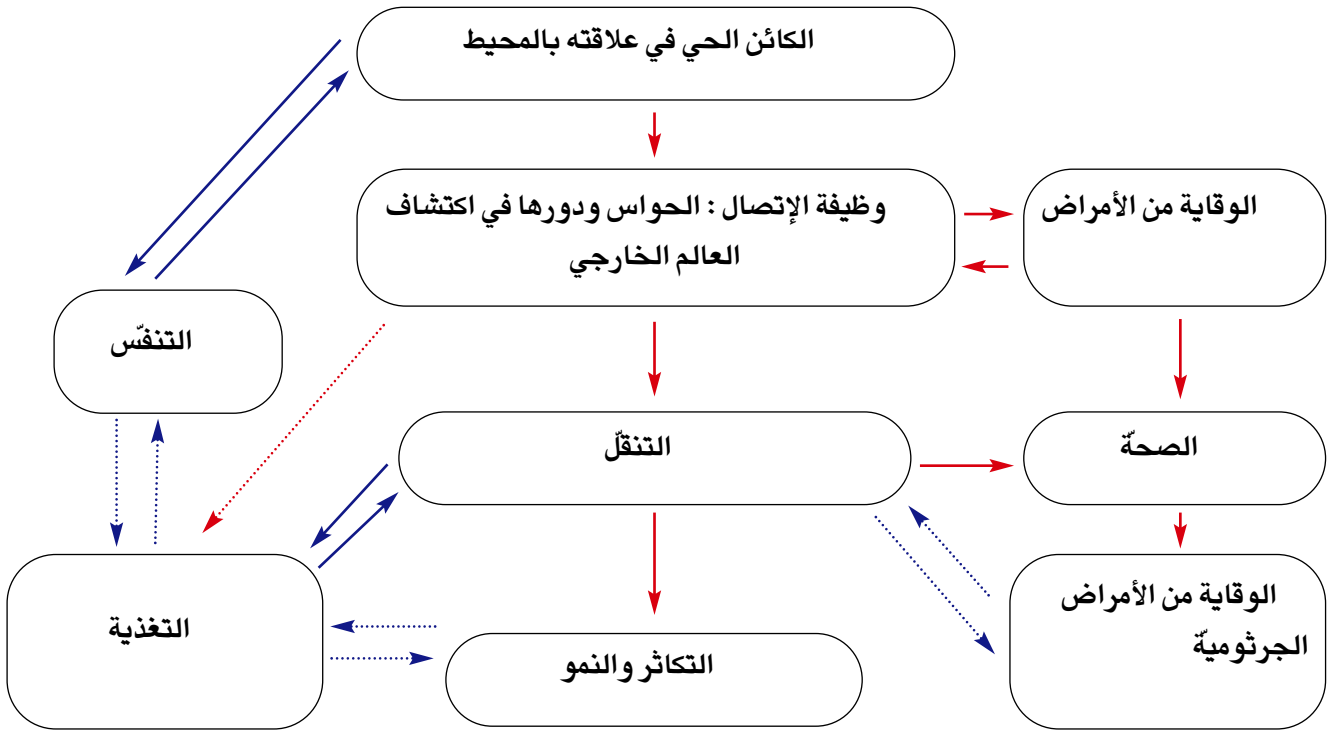 الكائن الحي في علاقته بالمحيط
وظيفة الإتصال : الحواس ودورها في اكتشاف
العالم الخارجي
الوقاية من الأمراض
التنفّس
التنقّل
الصحّة
التغذية
التكاثر والنمو
الوقاية من الأمراض
الجرثوميّة